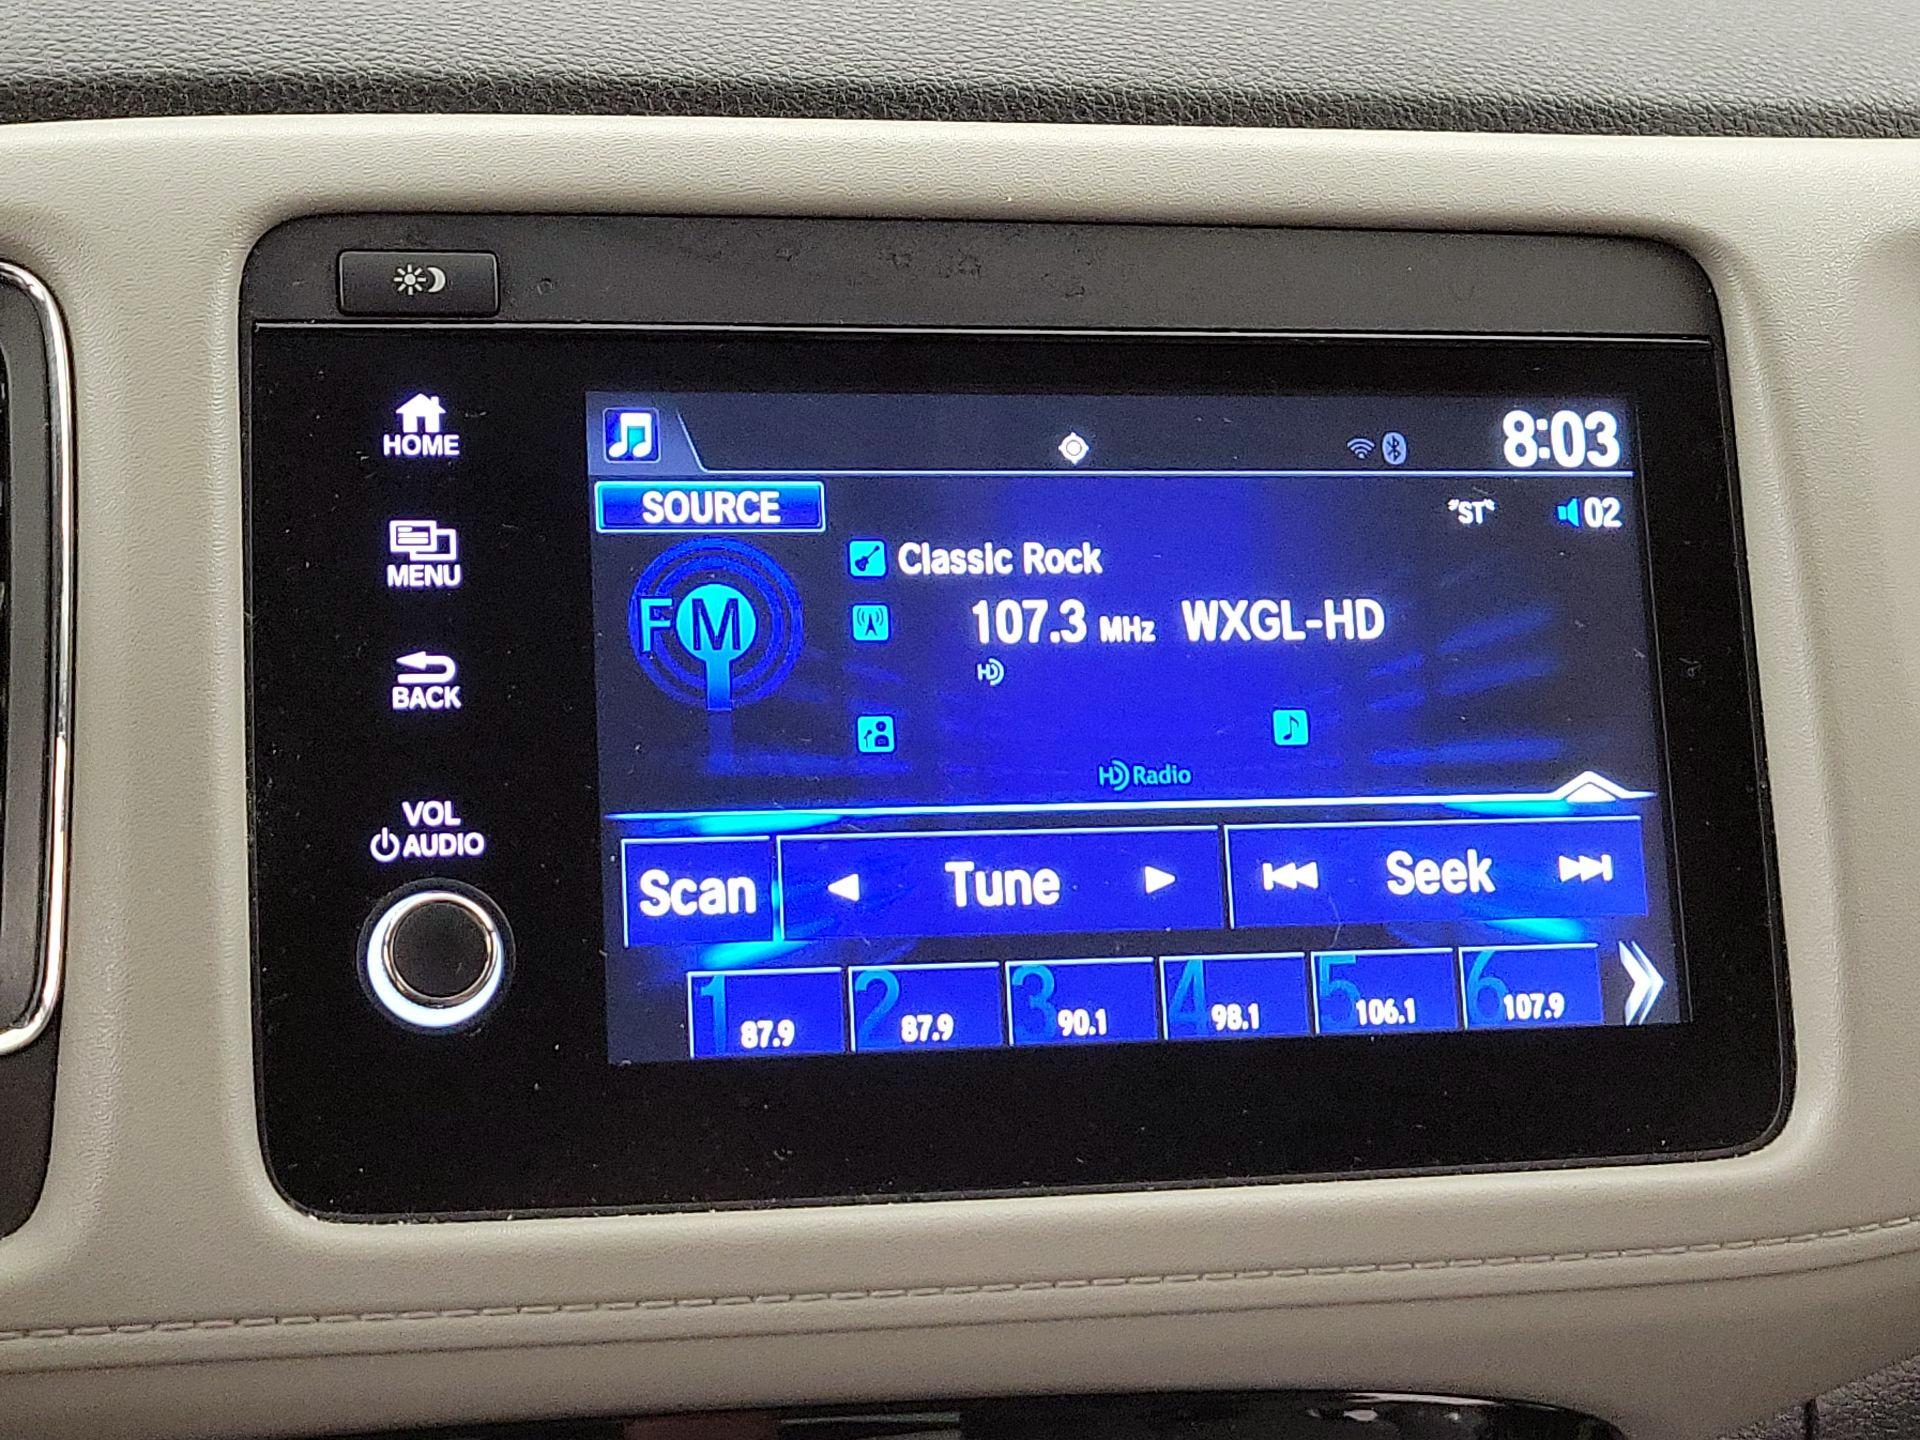 HOME
MENU
BACK
VOL
AUDIO
8:03
SOURCE
"ST"
02
FM
Classic Rock
107.3 MHz WXGL-HD
HD
HD Radio
Scan
Tune
Seek
1 87.9
2 87.9
3 90.1
4 98.1
5 106.1
6 107.9